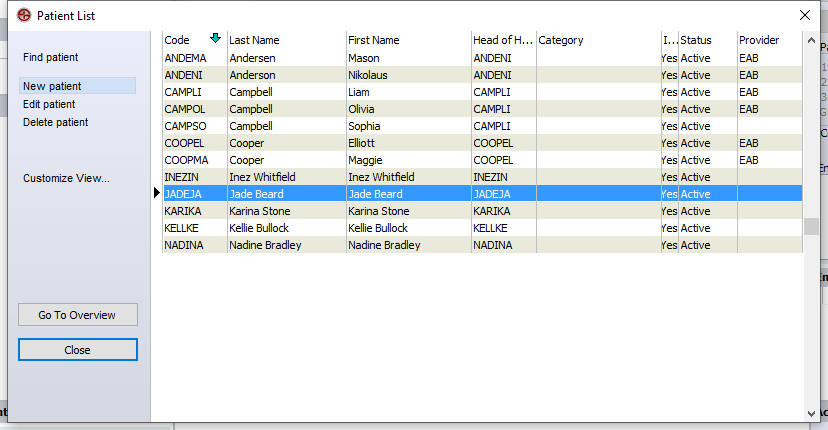 Patient List
Find patient
New patient
Edit patient
Delete patient
Customize View...
Go To Overview
Close
Code Last Name First Name Head of H... Category I... Status Provider
ANDEMA Andersen Mason ANDENI Yes Active EAB
ANDENI Anderson Nikolaus ANDENI Yes Active EAB
CAMPLI Campbell Liam CAMPLI Yes Active EAB
CAMPOL Campbell Olivia CAMPLI Yes Active EAB
CAMPSO Campbell Sophia CAMPLI Yes Active
COOPEL Cooper Elliott COOPEL Yes Active EAB
COOPMA Cooper Maggie COOPEL Yes Active EAB
INEZIN Inez Whitfield Inez Whitfield INEZIN Yes Active
JADEJA Jade Beard Jade Beard JADEJA Yes Active
KARIKA Karina Stone Karina Stone KARIKA Yes Active
KELLKE Kellie Bullock Kellie Bullock KELLKE Yes Active
NADINA Nadine Bradley Nadine Bradley NADINA Yes Active